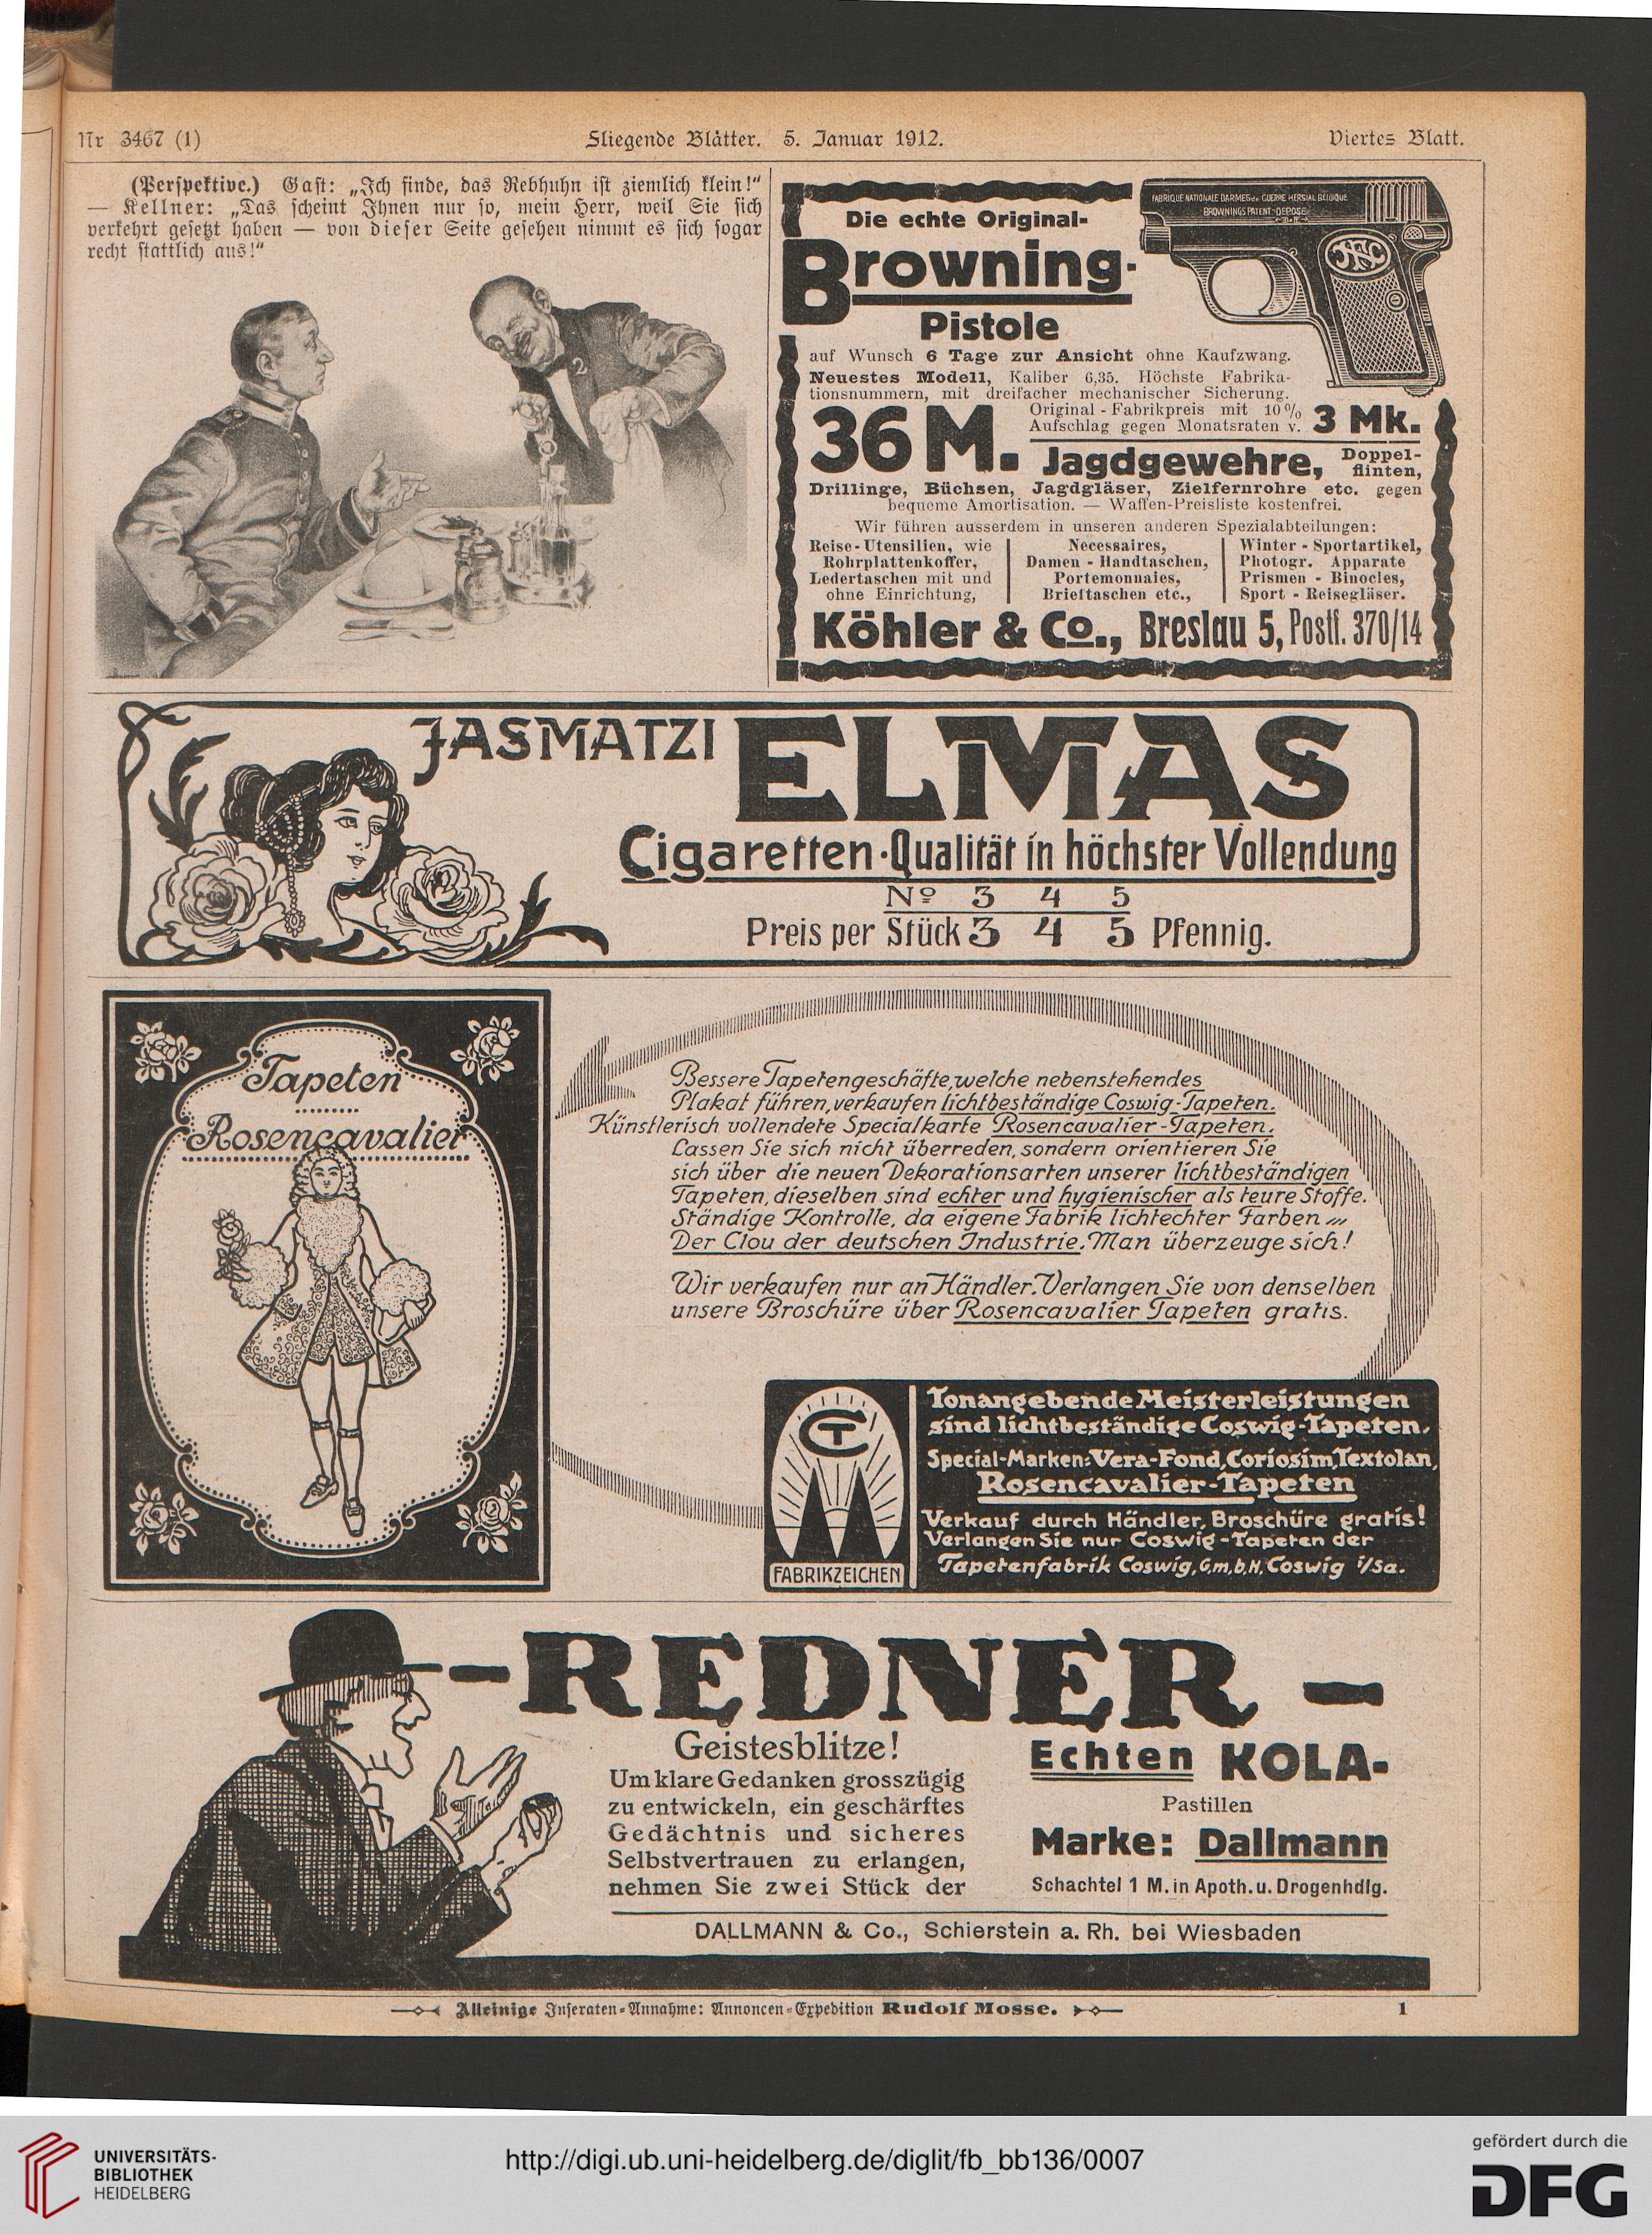 Nr 3467 (1)
Fliegende Blätter. 5. Januar 1912.
Viertes Blatt.
(Perspektive.) Gast: „Ich finde, das Rebhuhn ist ziemlich klein!“
— Kellner: „Das scheint Ihnen nur so, mein Herr, weil Sie sich
verkehrt gesetzt haben — von dieser Seite gesehen nimmt es sich sogar
recht stattlich aus!“
2
FABRIQUE NATIONALE D'ARMES de GUERRE HERSTAL BELGIQUE
BROWNING'S PATENT DEPOSE
FN
Die echte Original-
Browning-
Pistole
auf Wunsch 6 Tage zur Ansicht ohne Kaufzwang.
Neuestes Modell, Kaliber 6,35. Höchste Fabrika-
tionsnummern, mit dreifacher mechanischer Sicherung.
36 M. Original-Fabrikpreis mit 10%
Aufschlag gegen Monatsraten v. 3 Mk.
Jagdgewehre, Doppel-
flinten,
Drillinge, Büchsen, Jagdgläser, Zielfernrohre etc. gegen
bequeme Amortisation. — Waffen-Preisliste kostenfrei.
Wir führen ausserdem in unseren anderen Spezialabteilungen:
Reise-Utensilien, wie
Rohrplattenkoffer,
Ledertaschen mit und
ohne Einrichtung,
Necessaires,
Damen-Handtaschen,
Portemonnaies,
Brieftaschen etc.,
Winter-Sportartikel,
Photogr. Apparate
Prismen-Binocles,
Sport-Reisegläser.
Köhler & Co., Breslau 5, Postf. 370/14
JASMATZI ELMAS
Cigaretten-Qualität in höchster Vollendung
No 3 4 5
Preis per Stück 3 4 5 Pfennig.
Tapeten
Rosencavalier
Bessere Tapetengeschäfte, welche nebenstehendes
Plakat führen, verkaufen lichtbeständige Coswig-Tapeten.
Künstlerisch vollendete Specialkarte Rosencavalier-Tapeten.
Lassen Sie sich nicht überreden, sondern orientieren Sie
sich über die neuen Dekorationsarten unserer lichtbeständigen
Tapeten, dieselben sind echter und hygienischer als teure Stoffe.
Ständige Kontrolle, da eigene Fabrik lichtechter Farben
Der Clou der deutschen Industrie. Man überzeuge sich!
Wir verkaufen nur an Händler. Verlangen Sie von denselben
unsere Broschüre über Rosencavalier Tapeten gratis.
CT
FABRIKZEICHEN
Tonangebende Meisterleistungen
sind lichtbeständige Coswig-Tapeten.
Special-Marken: Vera-Fond, Coriosim, Textolan,
Rosencavalier-Tapeten
Verkauf durch Händler, Broschüre gratis!
Verlangen Sie nur Coswig-Tapeten der
Tapetenfabrik Coswig, G.m.b.H. Coswig i/Sa.
-REDNER-
Geistesblitze!
Um klare Gedanken grosszügig
zu entwickeln, ein geschärftes
Gedächtnis und sicheres
Selbstvertrauen zu erlangen,
nehmen Sie zwei Stück der
Echten KOLA-
Pastillen
Marke: Dallmann
Schachtel 1 M. in Apoth. u. Drogenhdlg.
DALLMANN & Co., Schierstein a. Rh. bei Wiesbaden
Alleinige Inseraten-Annahme: Annoncen-Expedition Rudolf Mosse.
1
UNIVERSITÄTS-
BIBLIOTHEK
HEIDELBERG
http://digi.ub.uni-heidelberg.de/diglit/fb_bb136/0007
gefördert durch die
DFG